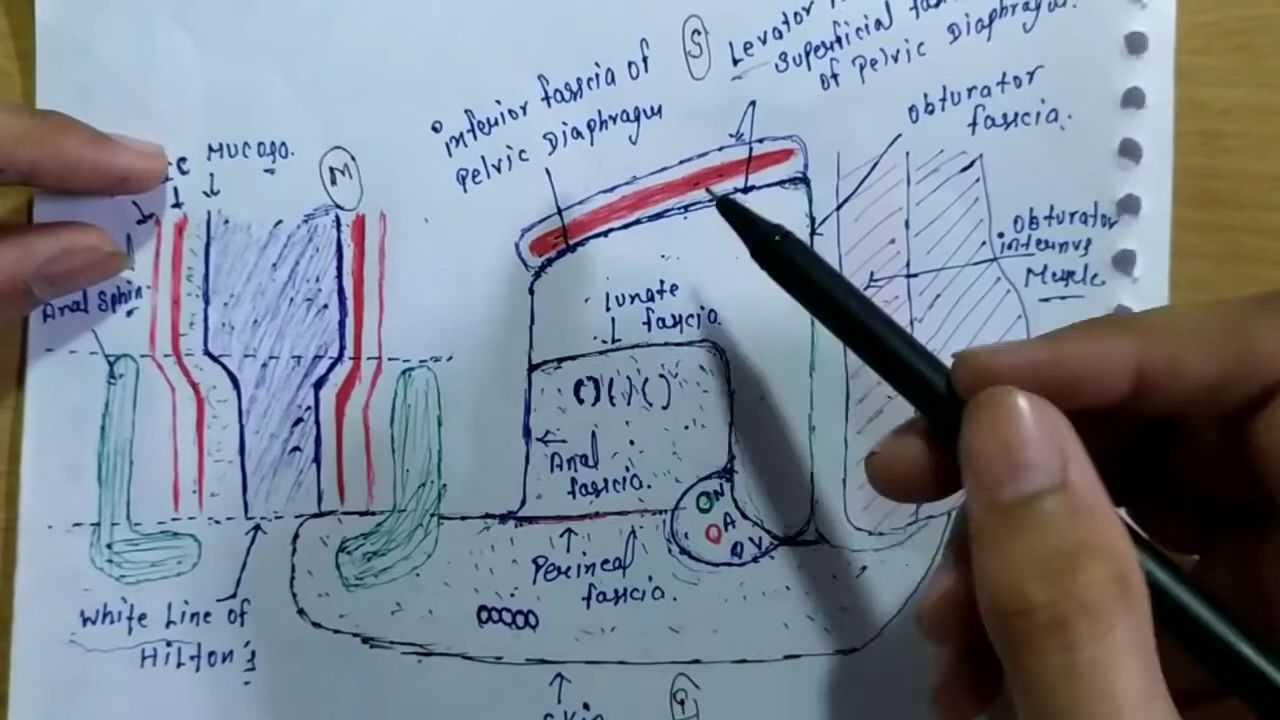 inferior fascia of
Pelvic Diaphragm
S
Levator
Superficial
of Pelvic Diaphragm.
obturator
fascia.
Mucosa.
M
Anal Sphin
obturator
internus
Muscle
Lunate
fascia.
Anal
fascia.
N
A
V
Perineal
fascia.
White Line of
Hilton's
Skin